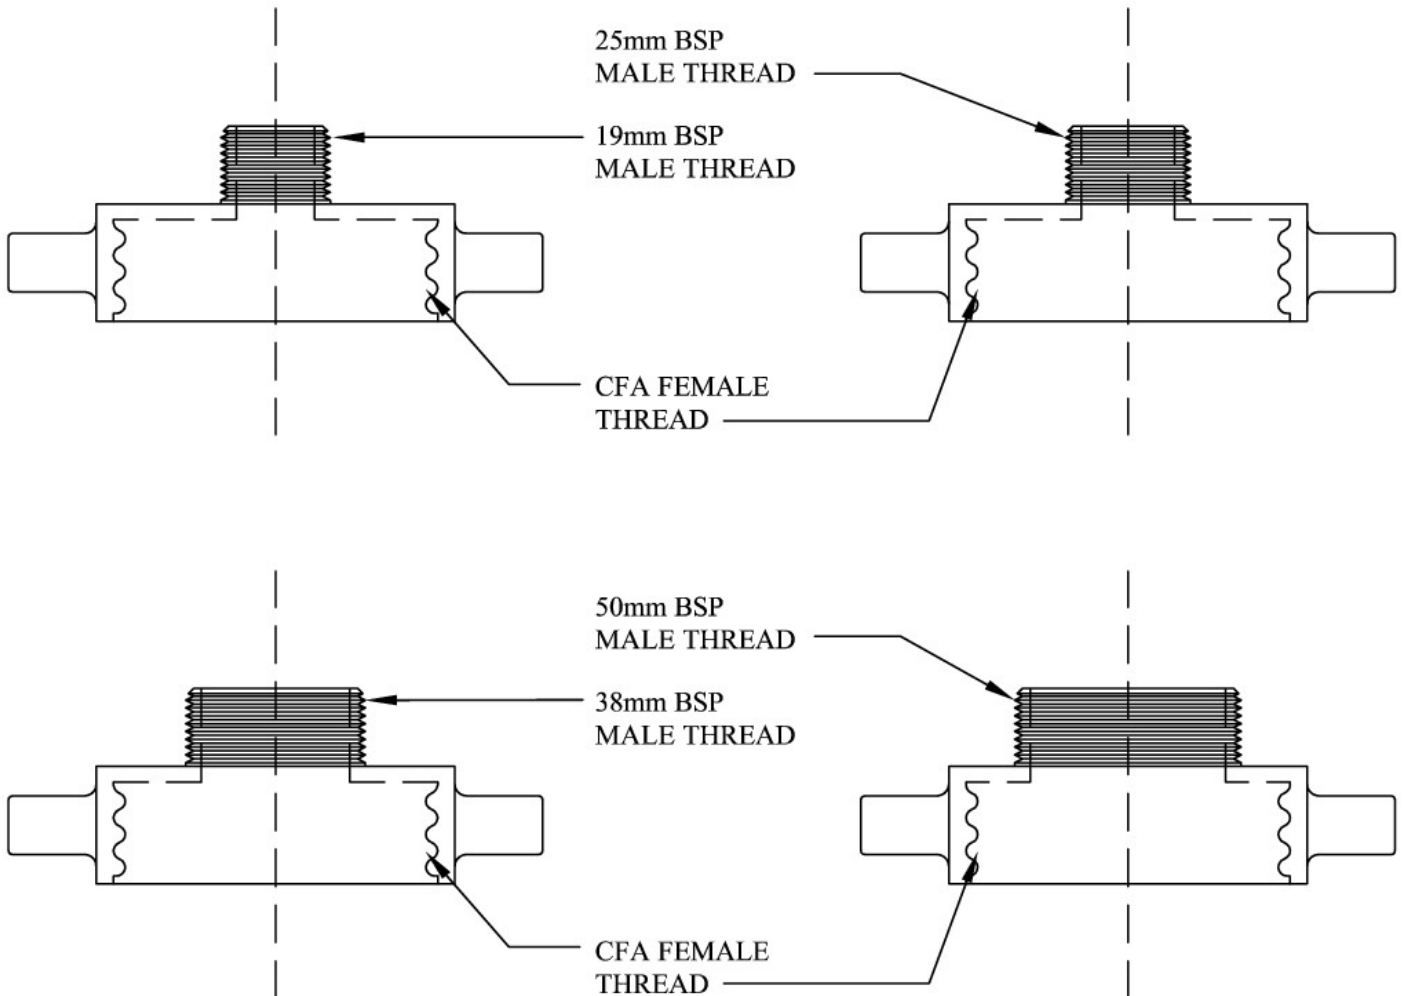 25mm BSP
MALE THREAD
19mm BSP
MALE THREAD
CFA FEMALE
THREAD
50mm BSP
MALE THREAD
38mm BSP
MALE THREAD
CFA FEMALE
THREAD